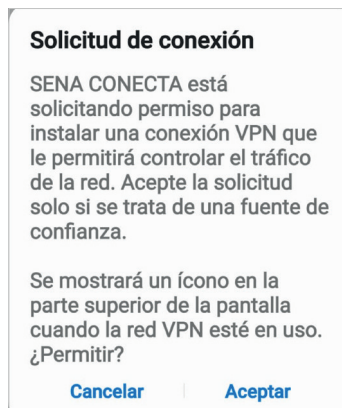 Solicitud de conexión
SENA CONECTA está
solicitando permiso para
instalar una conexión VPN que
le permitirá controlar el tráfico
de la red. Acepte la solicitud
solo si se trata de una fuente de
confianza.
Se mostrará un ícono en la
parte superior de la pantalla
cuando la red VPN esté en uso.
¿Permitir?
Cancelar Aceptar